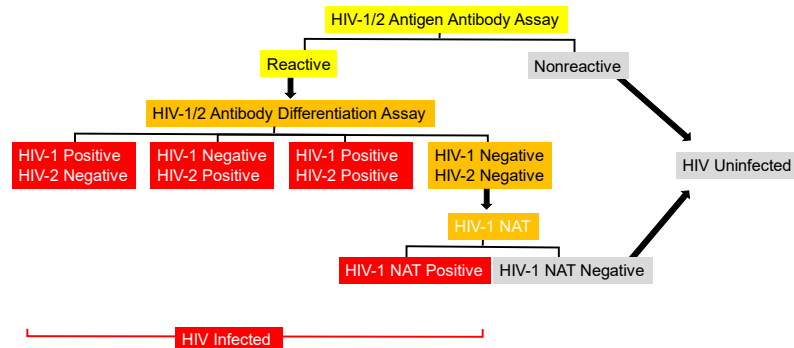 HIV-1/2 Antigen Antibody Assay
Reactive
Nonreactive
HIV-1/2 Antibody Differentiation Assay
HIV-1 Positive
HIV-2 Negative
HIV-1 Negative
HIV-2 Positive
HIV-1 Positive
HIV-2 Positive
HIV-1 Negative
HIV-2 Negative
HIV Uninfected
HIV-1 NAT
HIV-1 NAT Positive
HIV-1 NAT Negative
HIV Infected